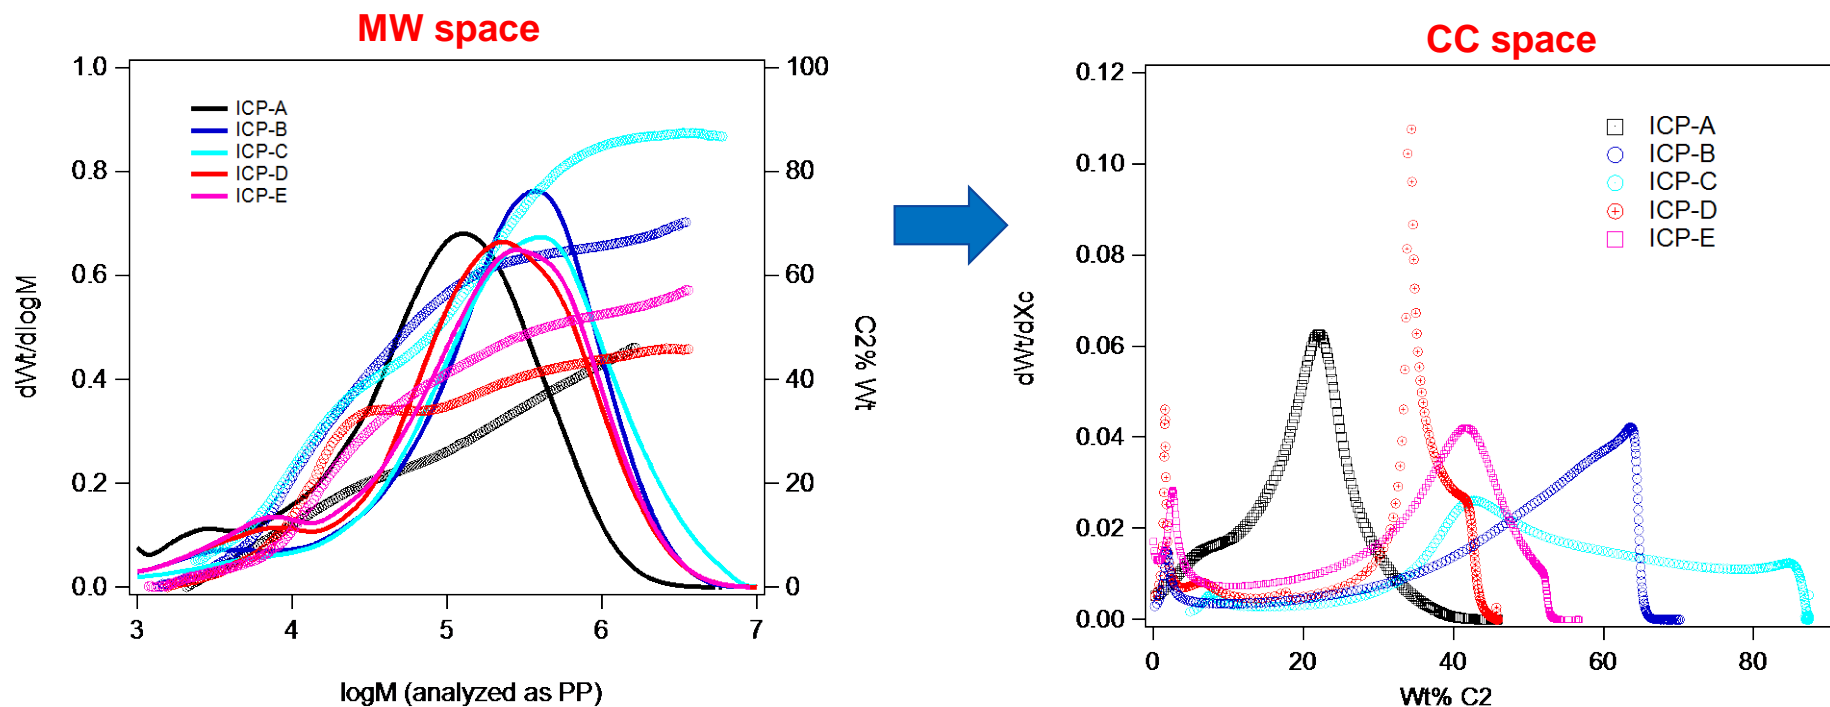 MW space
1.0
0.8
0.6
0.4
0.2
0.0
dWt/dlogM
ICP-A
ICP-B
ICP-C
ICP-D
ICP-E
100
80
60
40
20
0
C2% Wt
3 4 5 6 7
logM (analyzed as PP)
CC space
0.12
0.10
0.08
0.06
0.04
0.02
0.00
dWt/dXc
ICP-A
ICP-B
ICP-C
ICP-D
ICP-E
0 20 40 60 80
Wt% C2